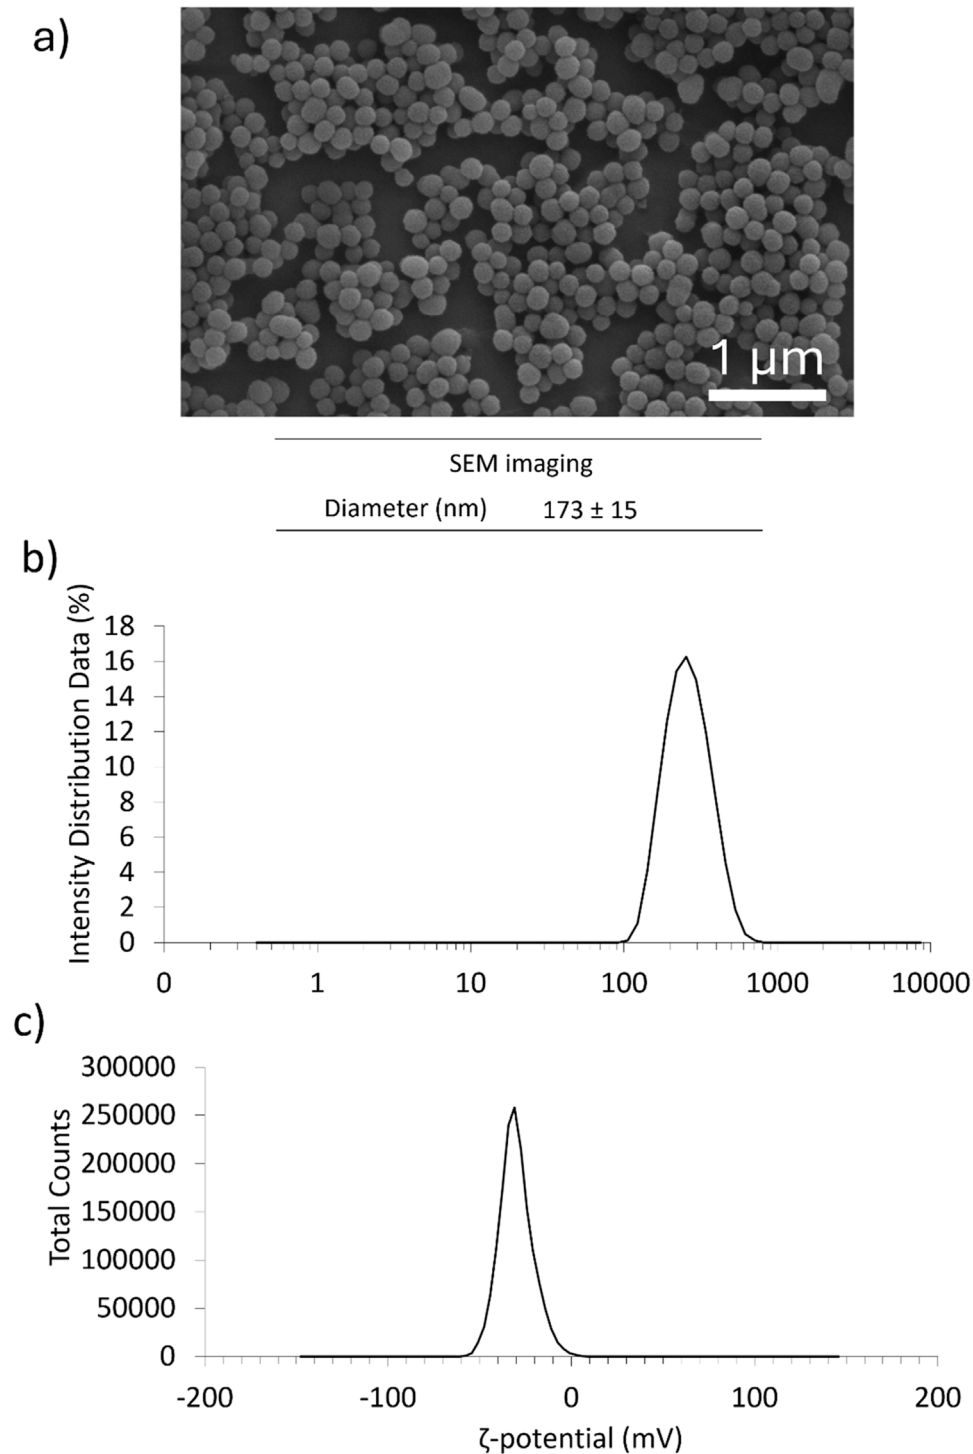 a)
1 μm
SEM imaging
Diameter (nm) 173 ± 15
b)
Intensity Distribution Data (%)
18
16
14
12
10
8
6
4
2
0
0 1 10 100 1000 10000
c)
Total Counts
300000
250000
200000
150000
100000
50000
0
-200 -100 0 100 200
ζ-potential (mV)